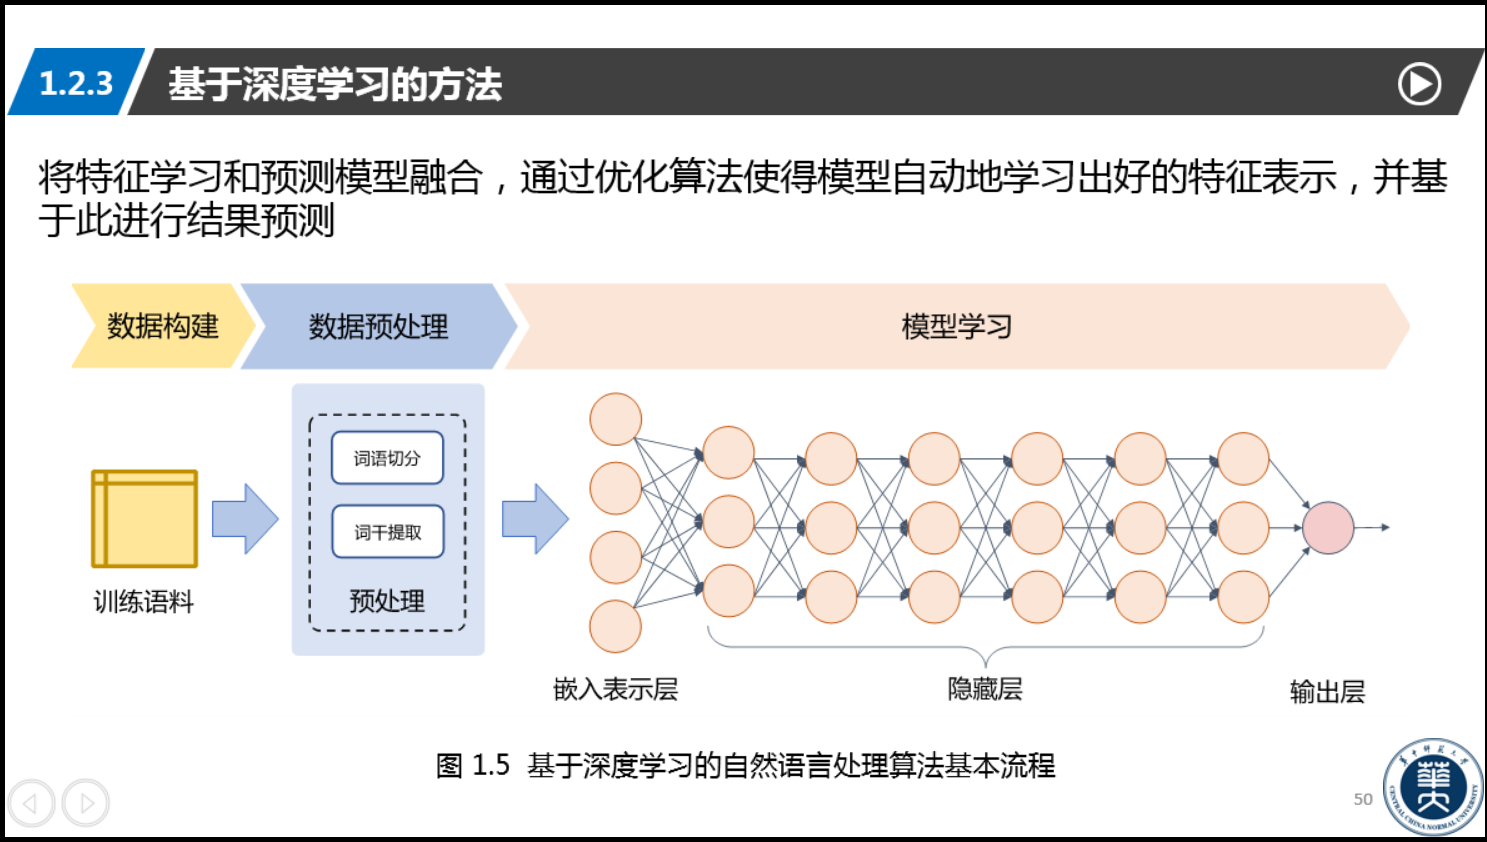 1.2.3 基于深度学习的方法
将特征学习和预测模型融合，通过优化算法使得模型自动地学习出好的特征表示，并基
于此进行结果预测
数据构建
数据预处理
模型学习
词语切分
词干提取
预处理
训练语料
嵌入表示层
隐藏层
输出层
图 1.5 基于深度学习的自然语言处理算法基本流程
50
华中师范大学
CENTRAL CHINA NORMAL UNIVERSITY